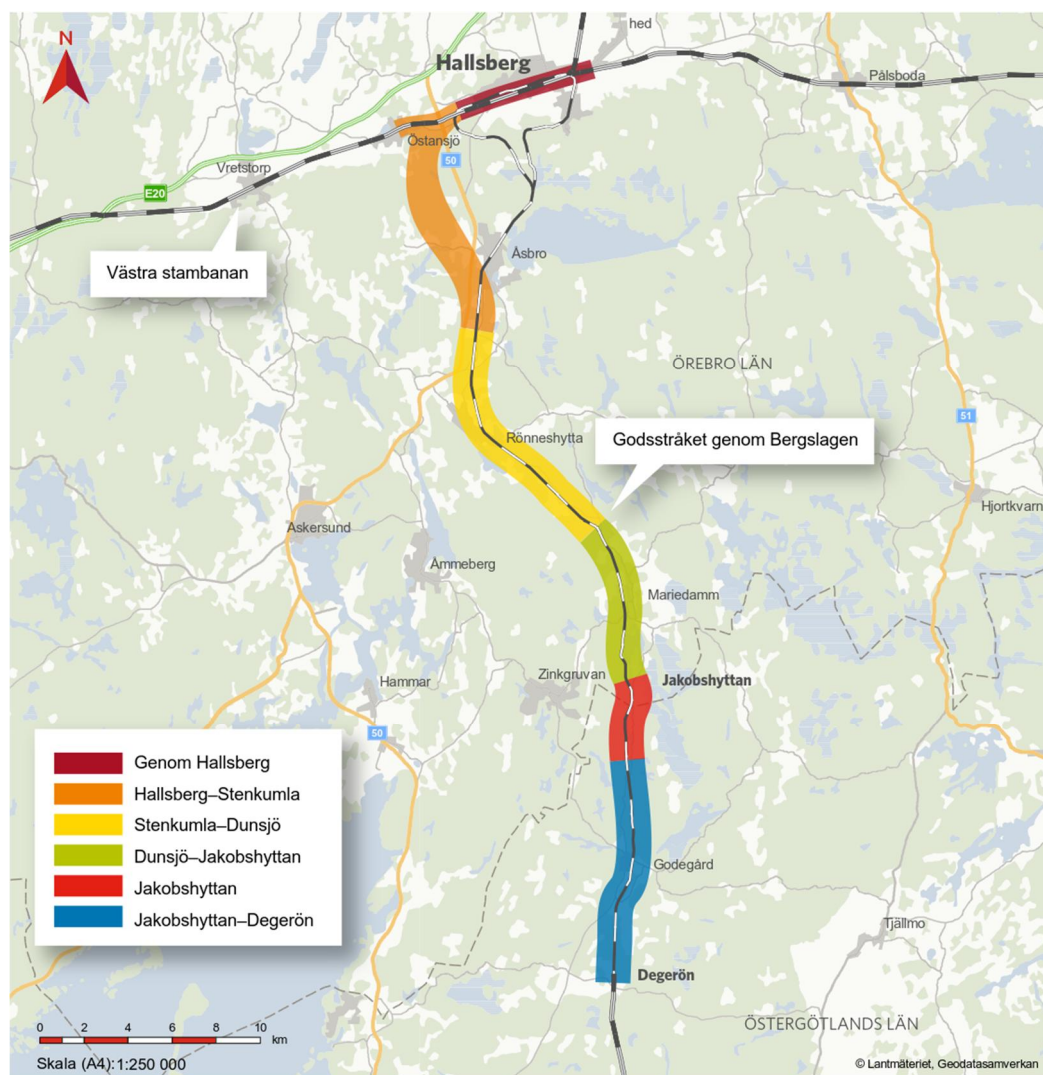 N
hed
Hallsberg
Pålsboda
Östansjö
50
Vretstorp
E20
Åsbro
Västra stambanan
ÖREBRO LÄN
51
Rönneshytta
Godsstråket genom Bergslagen
Hjortkvarn
Askersund
Åmmeberg
Mariedamm
Zinkgruvan
Jakobshyttan
Hammar
50
Genom Hallsberg
Hallsberg–Stenkumla
Stenkumla–Dunsjö
Dunsjö–Jakobshyttan
Jakobshyttan
Jakobshyttan–Degerön
Godegård
Tjällmo
Degerön
ÖSTERGÖTLANDS LÄN
0 2 4 6 8 10
km
Skala (A4):1:250 000
© Lantmäteriet, Geodatasamverkan